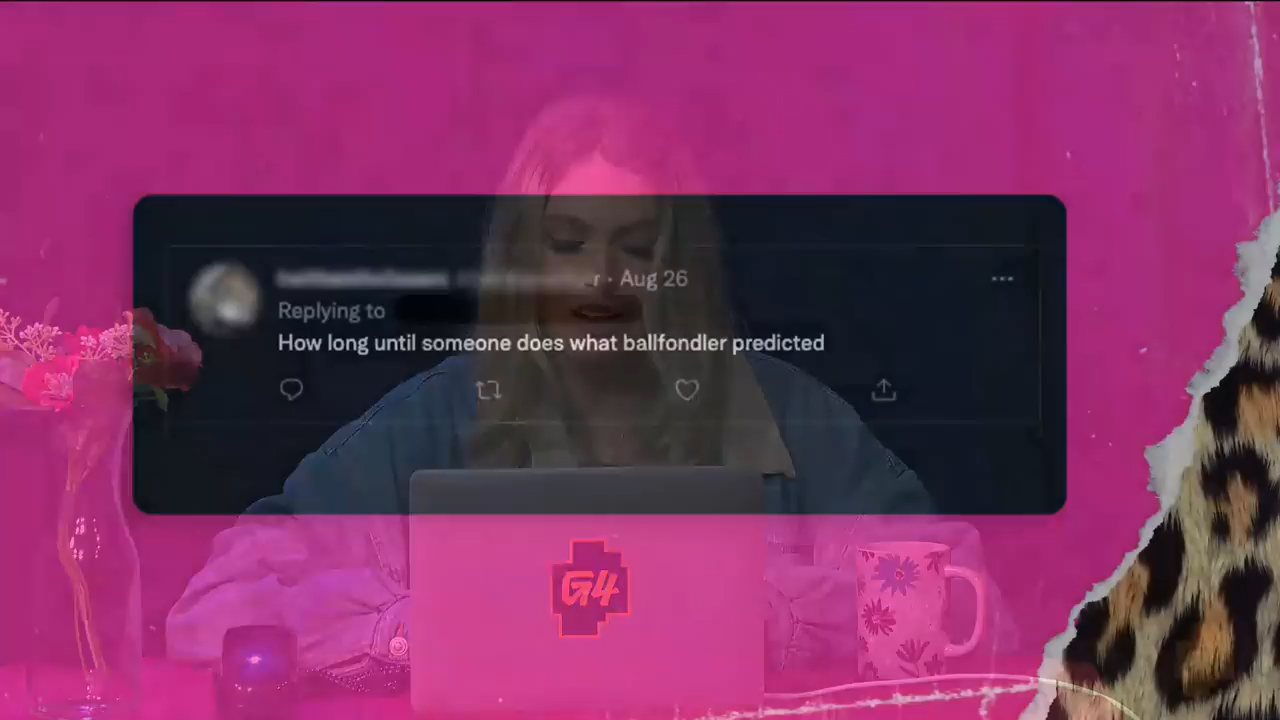 r · Aug 26
Replying to
How long until someone does what ballfondler predicted
G4